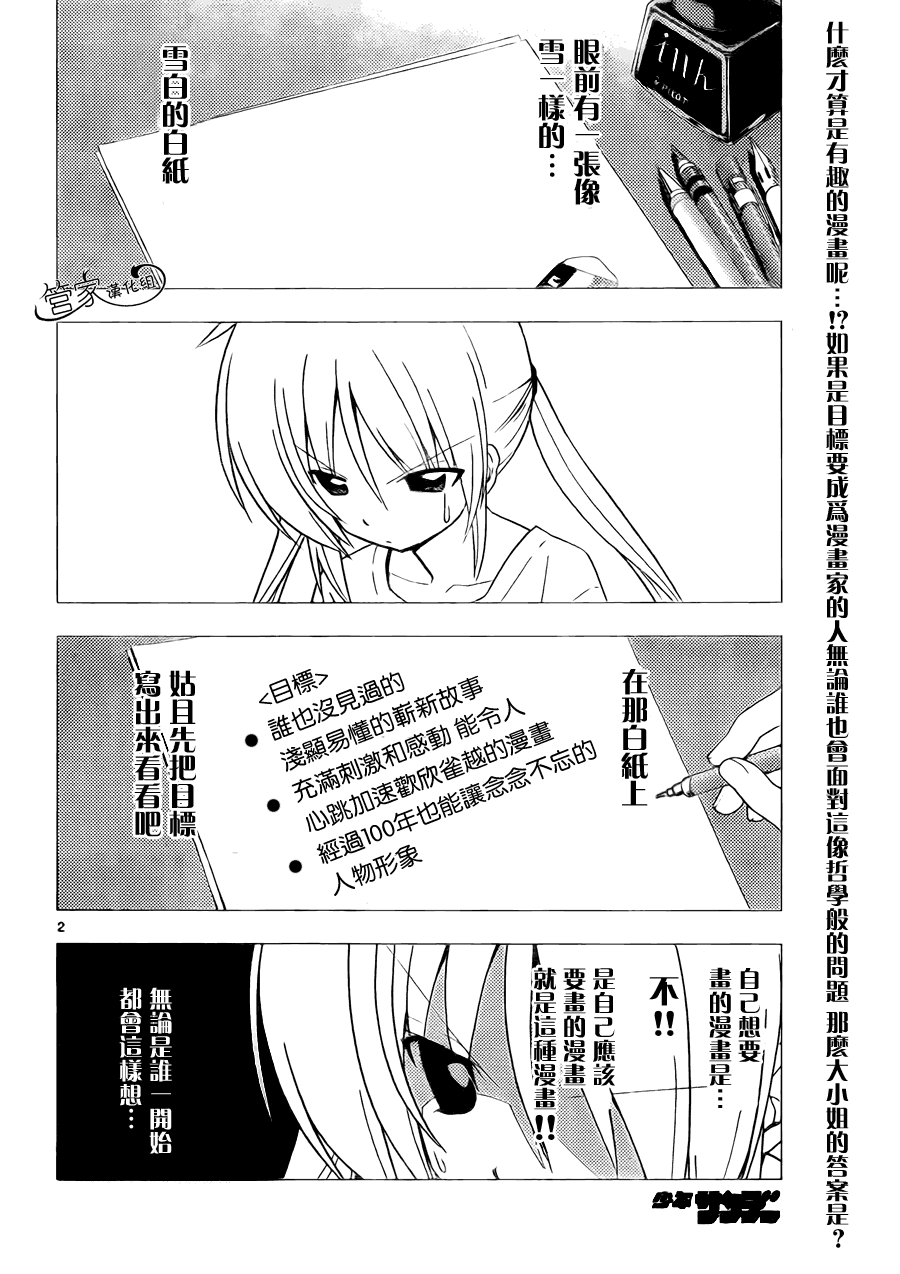 什麼才算是有趣的漫畫呢…!?如果是目標要成爲漫畫家的人無論誰也會面對這像哲學般的問題 那麼大小姐的答案是?
ink
PILOT
眼前有一張像
雪一樣的…
雪白的白紙
管家漢化組
在那白紙上
<目標>
● 誰也沒見過的
淺顯易懂的嶄新故事
● 充滿刺激和感動 能令人
心跳加速歡欣雀越的漫畫
● 經過100年也能讓念念不忘的
人物形象
姑且先把目標
寫出來看看吧
2
自己想要
畫的漫畫是…
不!!
是自己應該
要畫的漫畫
就是這種漫畫!!
無論是誰一開始
都會這樣想…
少年サンデー